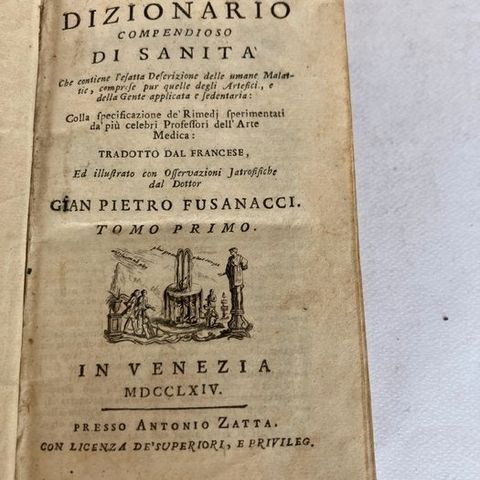 DIZIONARIO
COMPENDIOSO
DI SANITA'
Che contiene l'eſatta Deſcrizione delle umane Malat-
tie, compreſe pur quelle degli Artefici, e
della Gente applicata e ſedentaria:
Colla ſpecificazione de' Rimedj ſperimentati
da' più celebri Profeſſori dell' Arte
Medica:
TRADOTTO DAL FRANCESE,
Ed illuſtrato con Oſſervazioni Jatrofiſiche
dal Dottor
GIAN PIETRO FUSANACCI.
TOMO PRIMO.
IN VENEZIA
MDCCLXIV.
PRESSO ANTONIO ZATTA.
CON LICENZA DE' SUPERIORI, E PRIVILEG.